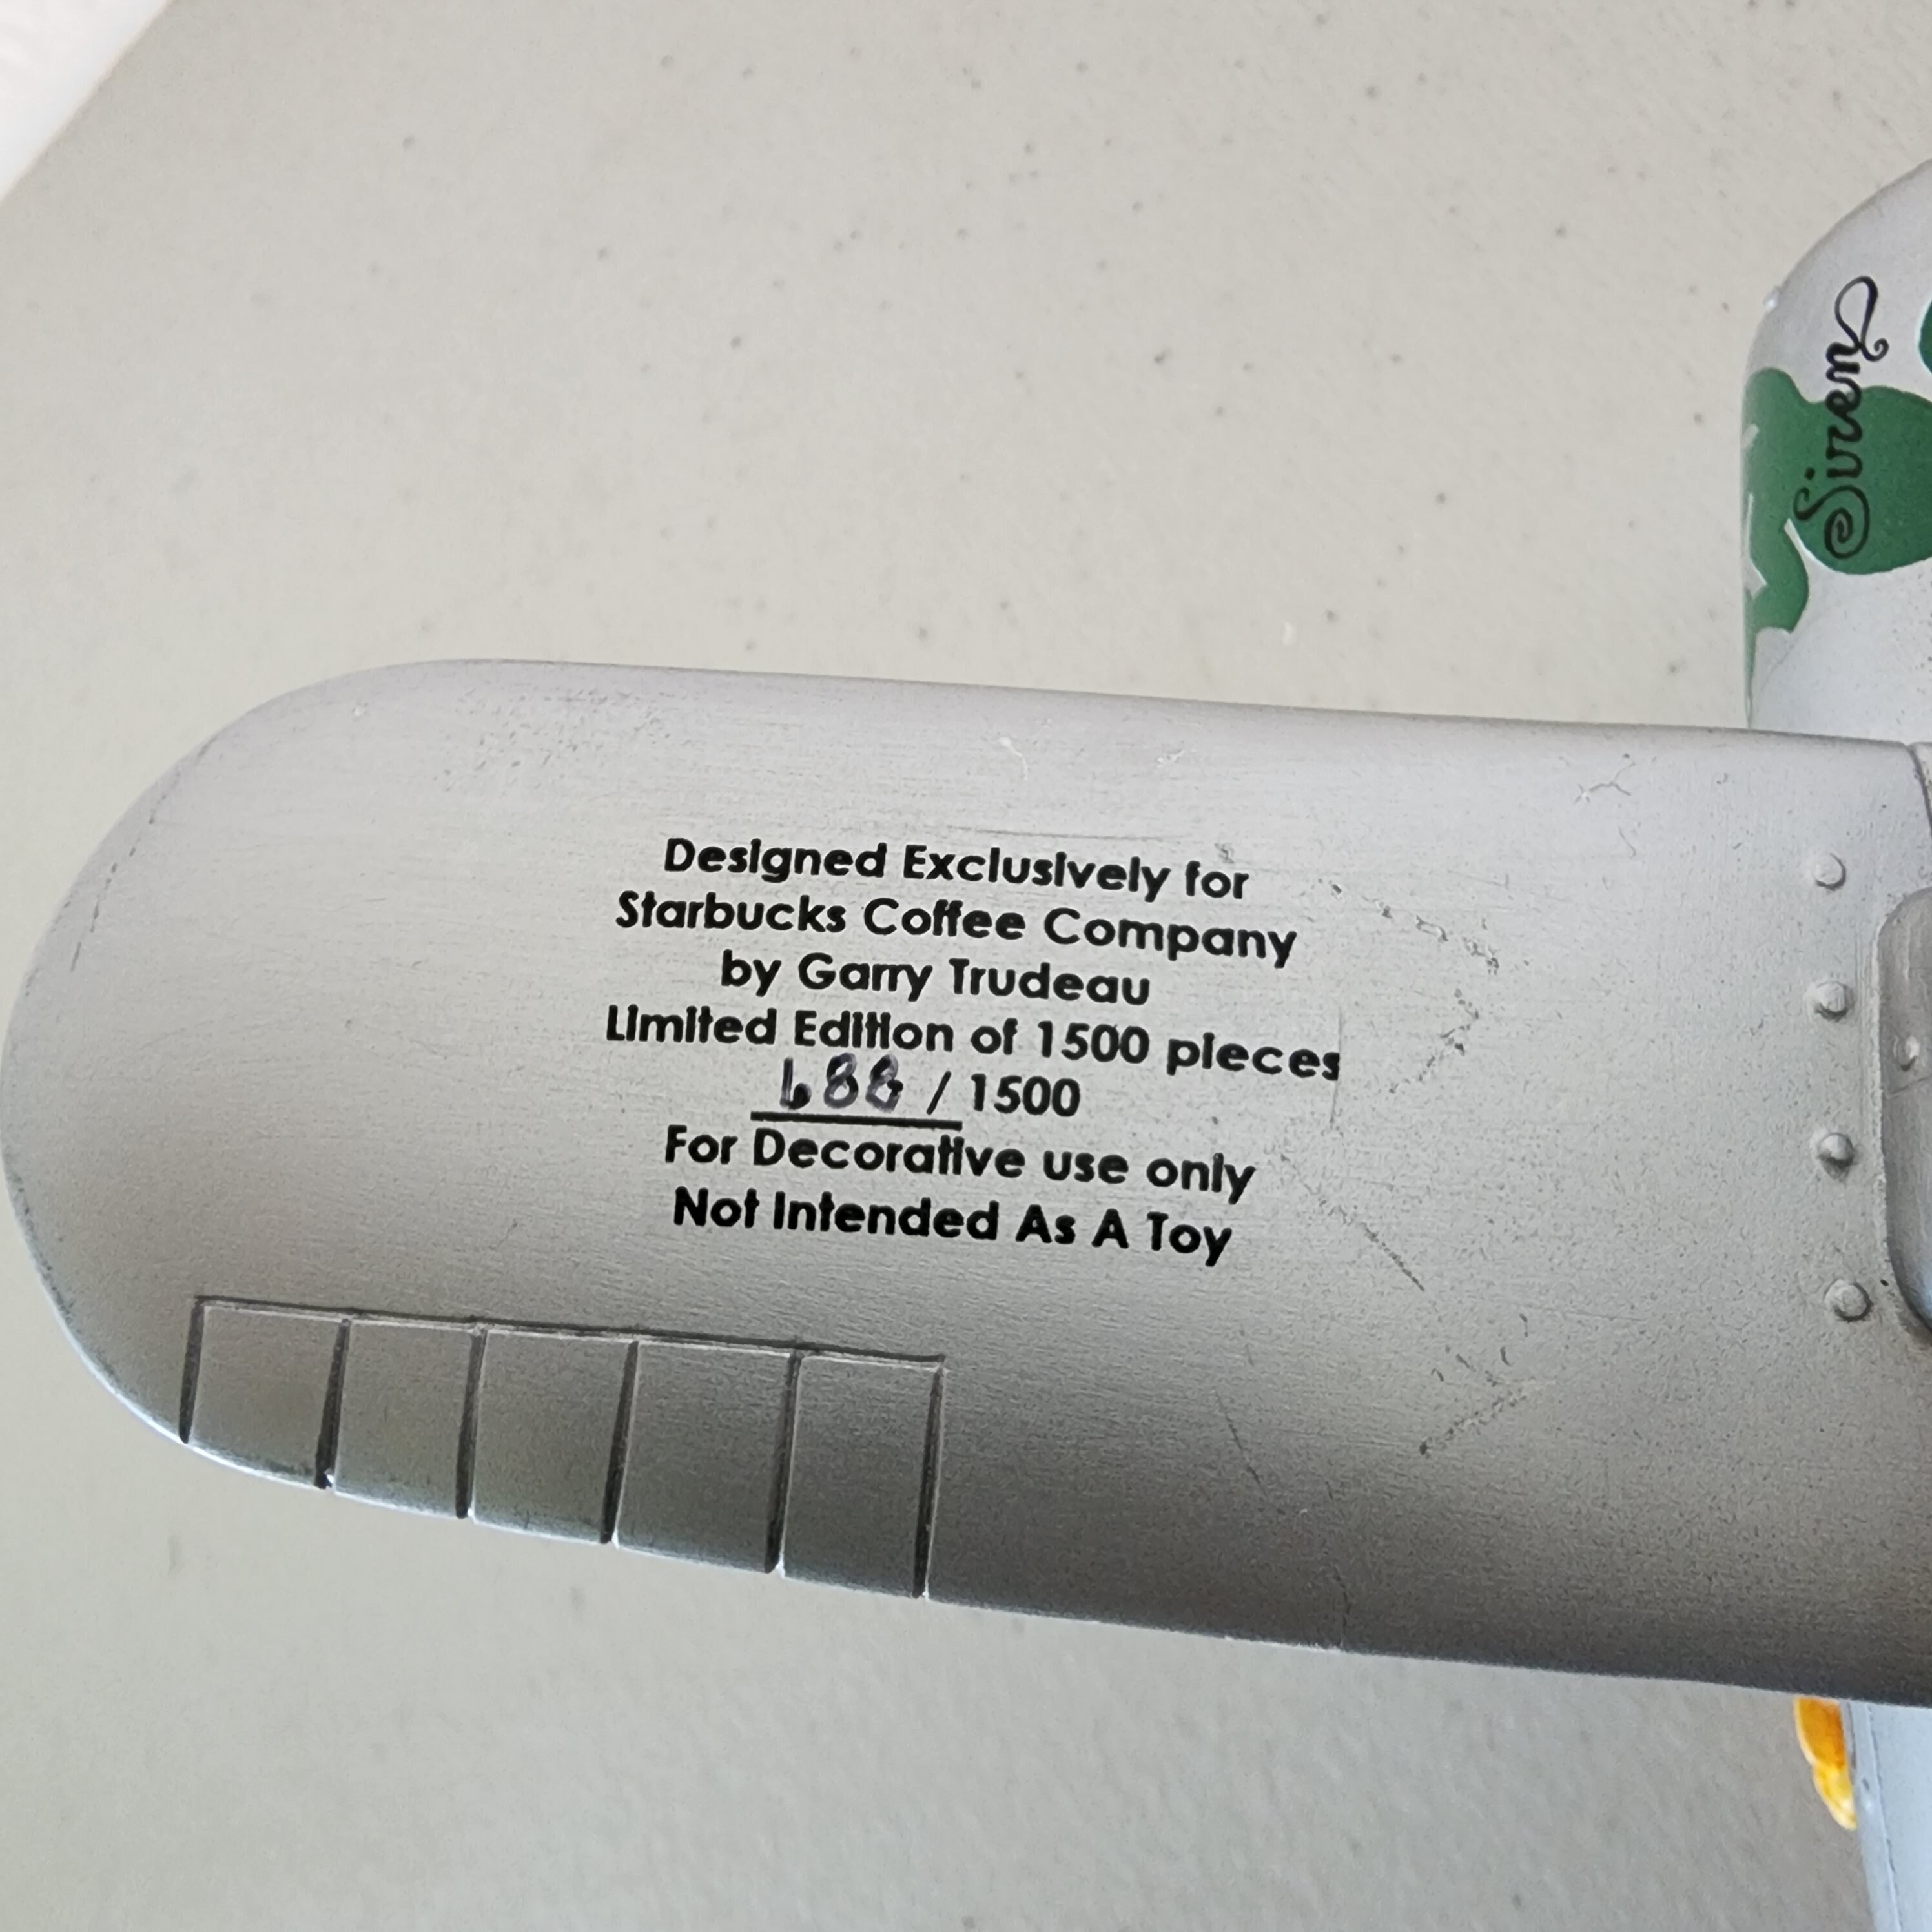 Siren
Designed Exclusively for
Starbucks Coffee Company
by Garry Trudeau
Limited Edition of 1500 pieces
688 / 1500
For Decorative use only
Not Intended As A Toy